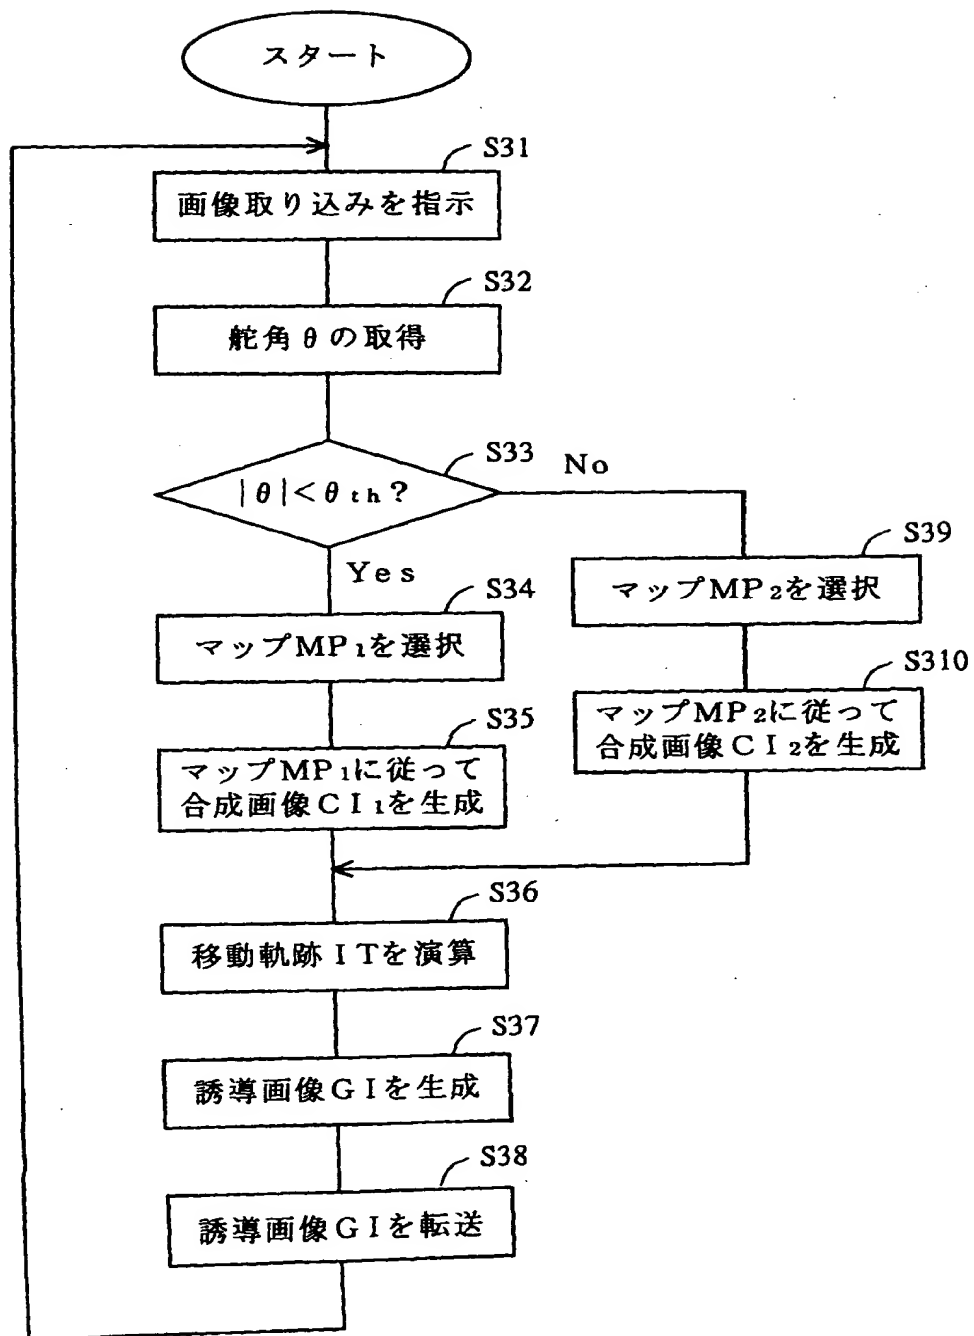 スタート
S31
画像取り込みを指示
S32
舵角θの取得
S33
|θ|<θth?
No
Yes
S34
マップMP1を選択
S35
マップMP1に従って
合成画像CI1を生成
S39
マップMP2を選択
S310
マップMP2に従って
合成画像CI2を生成
S36
移動軌跡ITを演算
S37
誘導画像GIを生成
S38
誘導画像GIを転送